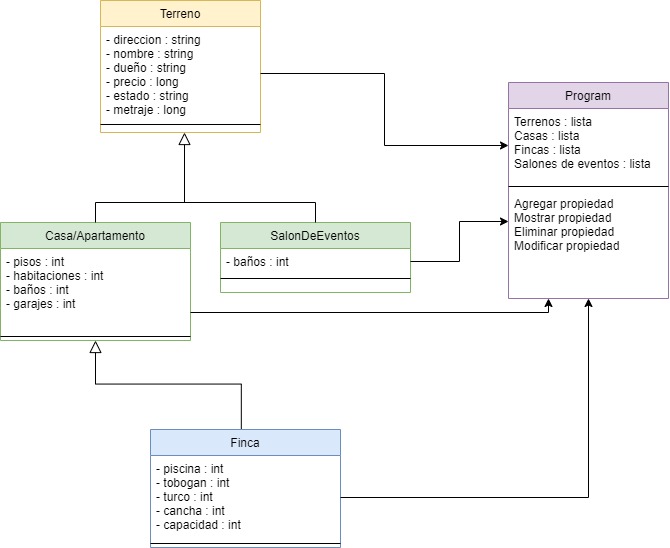 Terreno
- direccion : string
- nombre : string
- dueño : string
- precio : long
- estado : string
- metraje : long
Program
Terrenos : lista
Casas : lista
Fincas : lista
Salones de eventos : lista
Agregar propiedad
Mostrar propiedad
Eliminar propiedad
Modificar propiedad
Casa/Apartamento
- pisos : int
- habitaciones : int
- baños : int
- garajes : int
SalonDeEventos
- baños : int
Finca
- piscina : int
- tobogan : int
- turco : int
- cancha : int
- capacidad : int